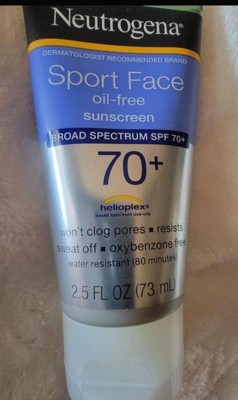 Neutrogena®
DERMATOLOGIST RECOMMENDED BRAND
Sport Face
oil-free
sunscreen
BROAD SPECTRUM SPF 70+
70+
helioplex®
broad spectrum uva•uvb
won't clog pores ▪ resists
sweat off ▪ oxybenzone free
water resistant (80 minutes)
2.5 FL OZ (73 mL)